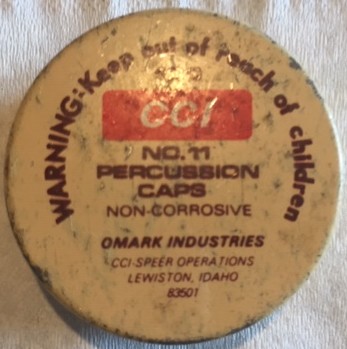 WARNING: Keep out of reach of children
CCI
NO. 11
PERCUSSION
CAPS
NON-CORROSIVE
OMARK INDUSTRIES
CCI-SPEER OPERATIONS
LEWISTON, IDAHO
83501